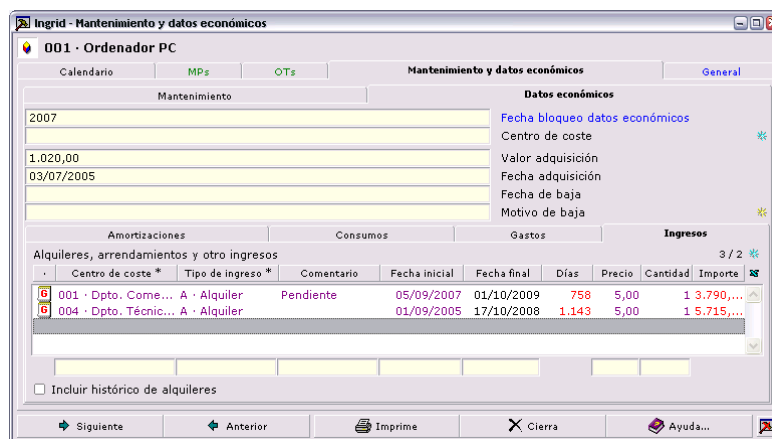 Ingrid - Mantenimiento y datos económicos
001 · Ordenador PC
Calendario MPs OTs Mantenimiento y datos económicos General
Mantenimiento Datos económicos
2007 Fecha bloqueo datos económicos
Centro de coste
1.020,00 Valor adquisición
03/07/2005 Fecha adquisición
Fecha de baja
Motivo de baja
Amortizaciones Consumos Gastos Ingresos
Alquileres, arrendamientos y otro ingresos 3 / 2
· Centro de coste * Tipo de ingreso * Comentario Fecha inicial Fecha final Días Precio Cantidad Importe
6 001 · Dpto. Come... A · Alquiler Pendiente 05/09/2007 01/10/2009 758 5,00 1 3.790,...
6 004 · Dpto. Técnic... A · Alquiler 01/09/2005 17/10/2008 1.143 5,00 1 5.715,...
Incluir histórico de alquileres
Siguiente Anterior Imprime Cierra Ayuda...